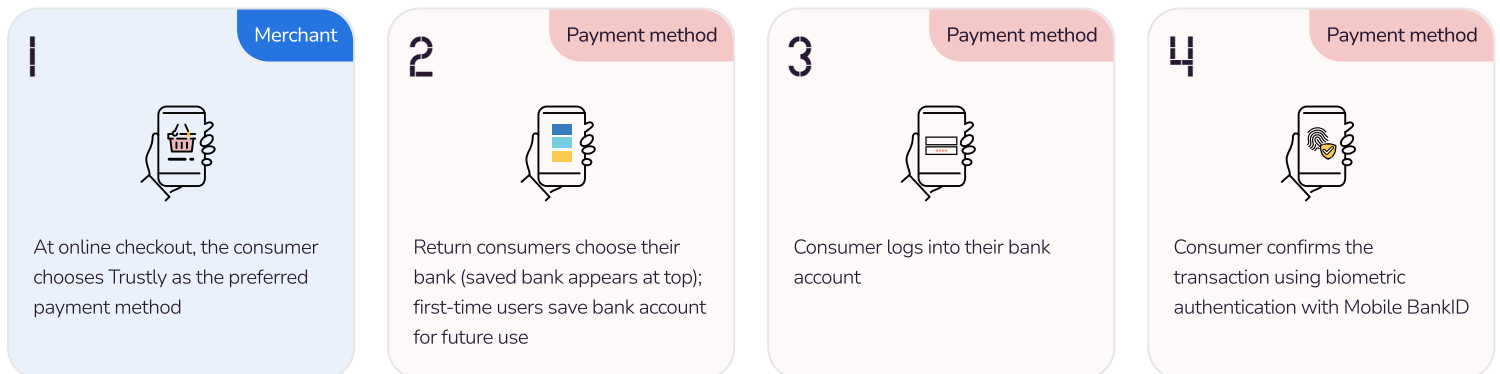 1
Merchant
At online checkout, the consumer
chooses Trustly as the preferred
payment method
2
Payment method
Return consumers choose their
bank (saved bank appears at top);
first-time users save bank account
for future use
3
Payment method
Consumer logs into their bank
account
4
Payment method
Consumer confirms the
transaction using biometric
authentication with Mobile BankID